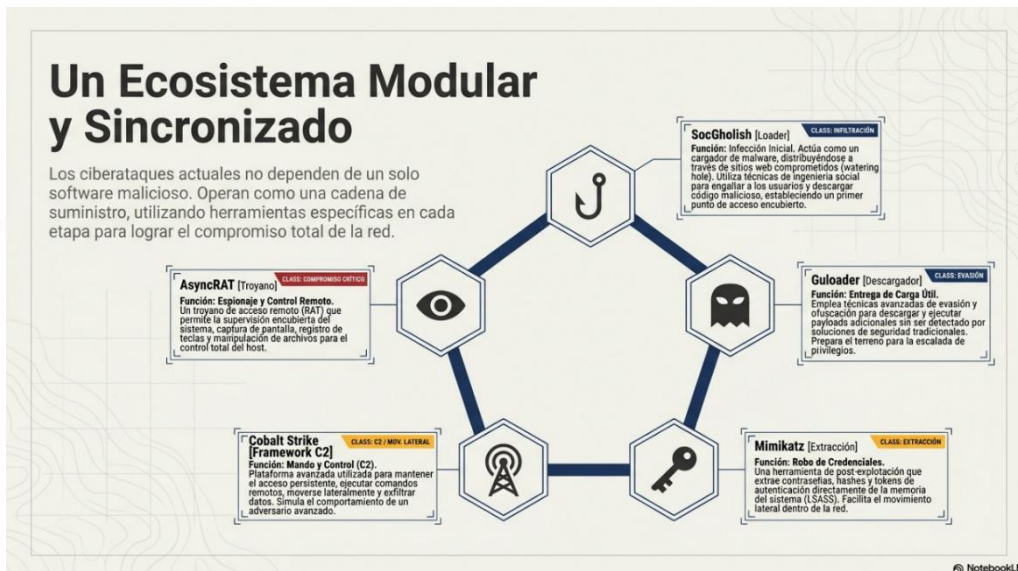 Un Ecosistema Modular
y Sincronizado
Los ciberataques actuales no dependen de un solo
software malicioso. Operan como una cadena de
suministro, utilizando herramientas específicas en cada
etapa para lograr el compromiso total de la red.
SocGholish [Loader]
CLASS: INFILTRACIÓN
Función: Infección Inicial. Actúa como un
cargador de malware, distribuyéndose a
través de sitios web comprometidos (watering
hole). Utiliza técnicas de ingeniería social
para engañar a los usuarios y descargar
código malicioso, estableciendo un primer
punto de acceso encubierto.
AsyncRAT [Troyano]
CLASS: COMPROMISO CRÍTICO
Función: Espionaje y Control Remoto.
Un troyano de acceso remoto (RAT) que
permite la supervisión encubierta del
sistema, captura de pantalla, registro de
teclas y manipulación de archivos para el
control total del host.
Guloader [Descargador]
CLASS: EVASIÓN
Función: Entrega de Carga Útil.
Emplea técnicas avanzadas de evasión y
ofuscación para descargar y ejecutar
payloads adicionales sin ser detectado por
soluciones de seguridad tradicionales.
Prepara el terreno para la escalada de
privilegios.
Cobalt Strike
[Framework C2]
CLASS: C2 / MOV. LATERAL
Función: Mando y Control (C2).
Plataforma avanzada utilizada para mantener
el acceso persistente, ejecutar comandos
remotos, moverse lateralmente y exfiltrar
datos. Simula el comportamiento de un
adversario avanzado.
Mimikatz [Extracción]
CLASS: EXTRACCIÓN
Función: Robo de Credenciales.
Una herramienta de post-explotación que
extrae contraseñas, hashes y tokens de
autenticación directamente de la memoria
del sistema (LSASS). Facilita el movimiento
lateral dentro de la red.
NotebookL